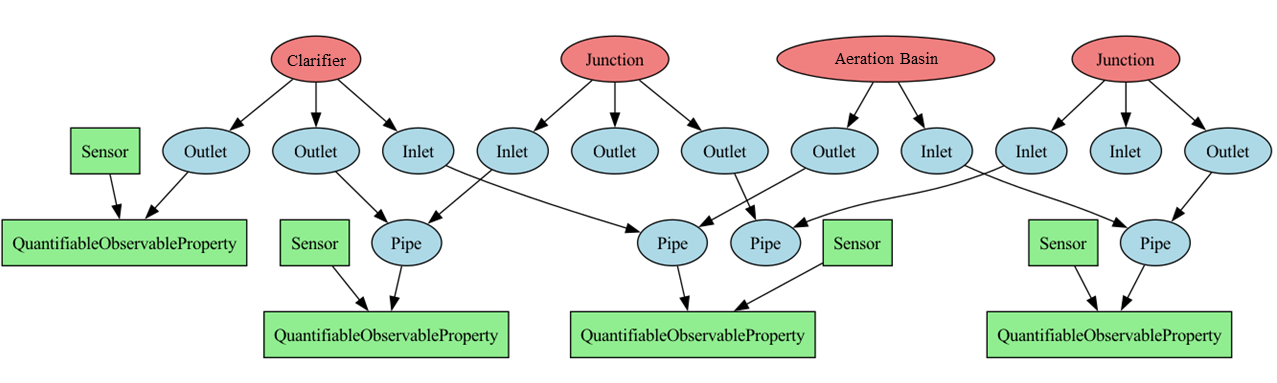 Clarifier
Junction
Aeration Basin
Junction
Sensor
Outlet
Outlet
Inlet
Inlet
Outlet
Outlet
Outlet
Inlet
Inlet
Inlet
Outlet
QuantifiableObservableProperty
Sensor
Pipe
Pipe
Pipe
Sensor
Sensor
Pipe
QuantifiableObservableProperty
QuantifiableObservableProperty
QuantifiableObservableProperty